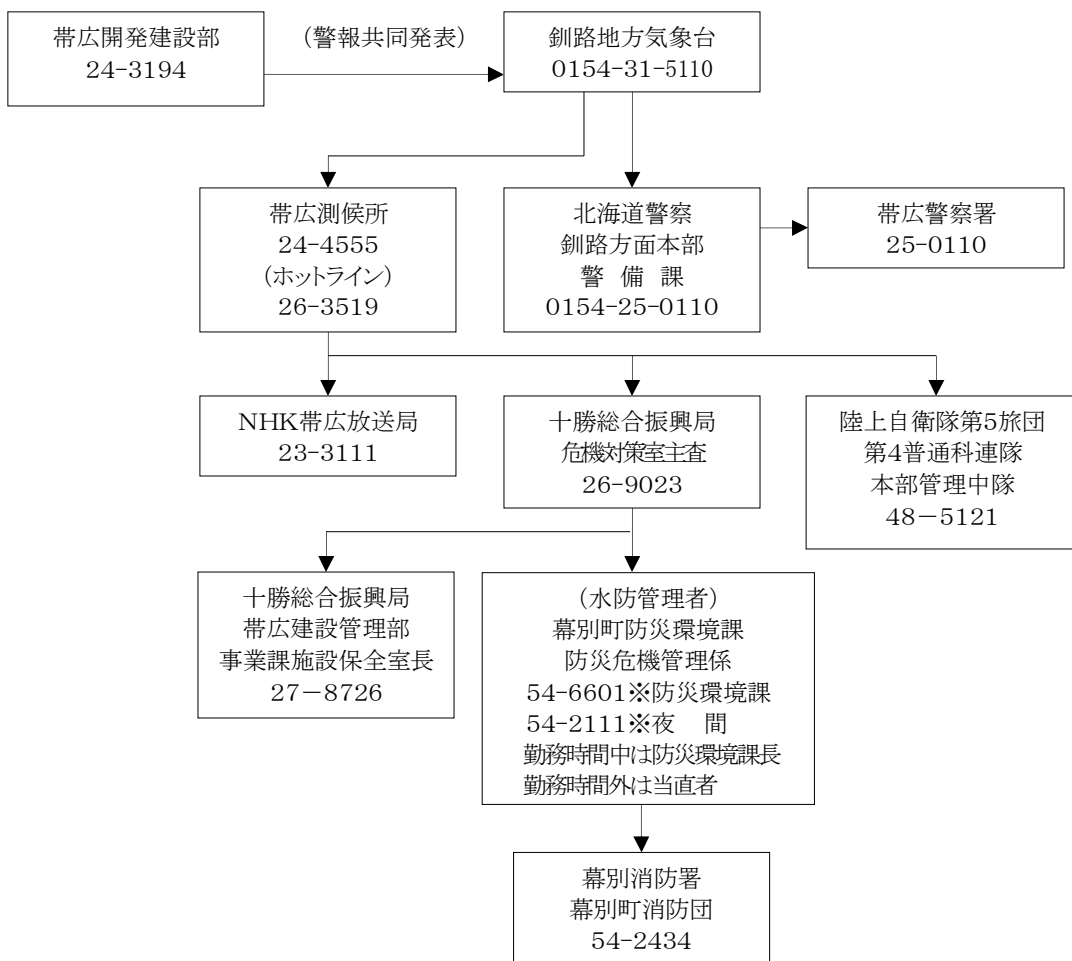 帯広開発建設部
24-3194
（警報共同発表）
釧路地方気象台
0154-31-5110
帯広測候所
24-4555
（ホットライン）
26-3519
北海道警察
釧路方面本部
警　備　課
0154-25-0110
帯広警察署
25-0110
NHK帯広放送局
23-3111
十勝総合振興局
危機対策室主査
26-9023
陸上自衛隊第5旅団
第4普通科連隊
本部管理中隊
48－5121
十勝総合振興局
帯広建設管理部
事業課施設保全室長
27－8726
（水防管理者）
幕別町防災環境課
防災危機管理係
54-6601※防災環境課
54-2111※夜　間
勤務時間中は防災環境課長
勤務時間外は当直者
幕別消防署
幕別町消防団
54-2434